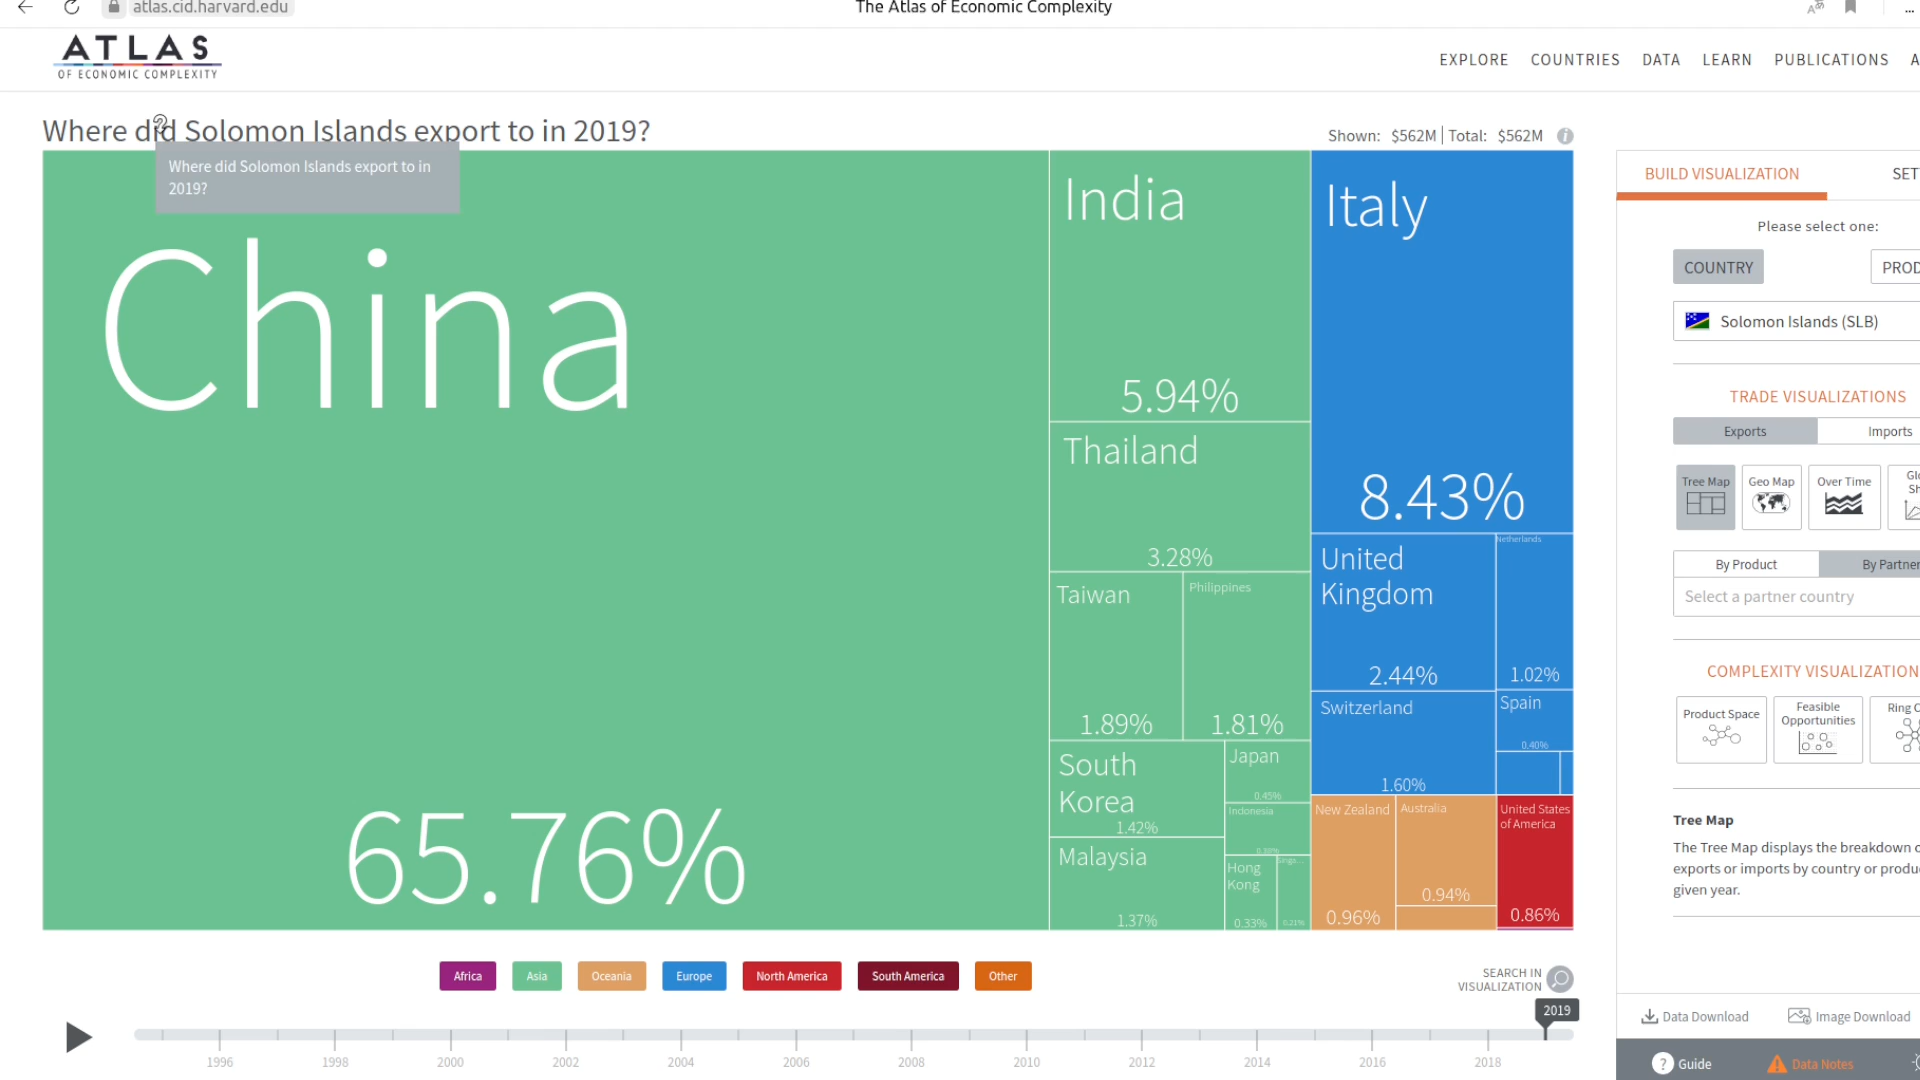 atlas.cid.harvard.edu
The Atlas of Economic Complexity
...
ATLAS
OF ECONOMIC COMPLEXITY
EXPLORE
COUNTRIES
DATA
LEARN
PUBLICATIONS
A
Where did Solomon Islands export to in 2019?
Where did Solomon Islands export to in
2019?
Shown: $562M | Total: $562M
China
65.76%
India
5.94%
Thailand
3.28%
Taiwan
1.89%
Philippines
1.81%
South
Korea
1.42%
Malaysia
1.37%
Japan
0.45%
Indonesia
Hong
Kong
0.33%
Singa...
0.21%
Italy
8.43%
United
Kingdom
2.44%
Netherlands
1.02%
Switzerland
1.60%
Spain
0.40%
New Zealand
0.96%
Australia
0.94%
United States
of America
0.86%
Africa
Asia
Oceania
Europe
North America
South America
Other
SEARCH IN
VISUALIZATION
2019
1996
1998
2000
2002
2004
2006
2008
2010
2012
2014
2016
2018
BUILD VISUALIZATION
SET
Please select one:
COUNTRY
PROD
Solomon Islands (SLB)
TRADE VISUALIZATIONS
Exports
Imports
Tree Map
Geo Map
Over Time
Glo
Sh
By Product
By Partner
Select a partner country
COMPLEXITY VISUALIZATION
Product Space
Feasible
Opportunities
Ring C
Tree Map
The Tree Map displays the breakdown o
exports or imports by country or produ
given year.
Data Download
Image Download
? Guide
Data Notes